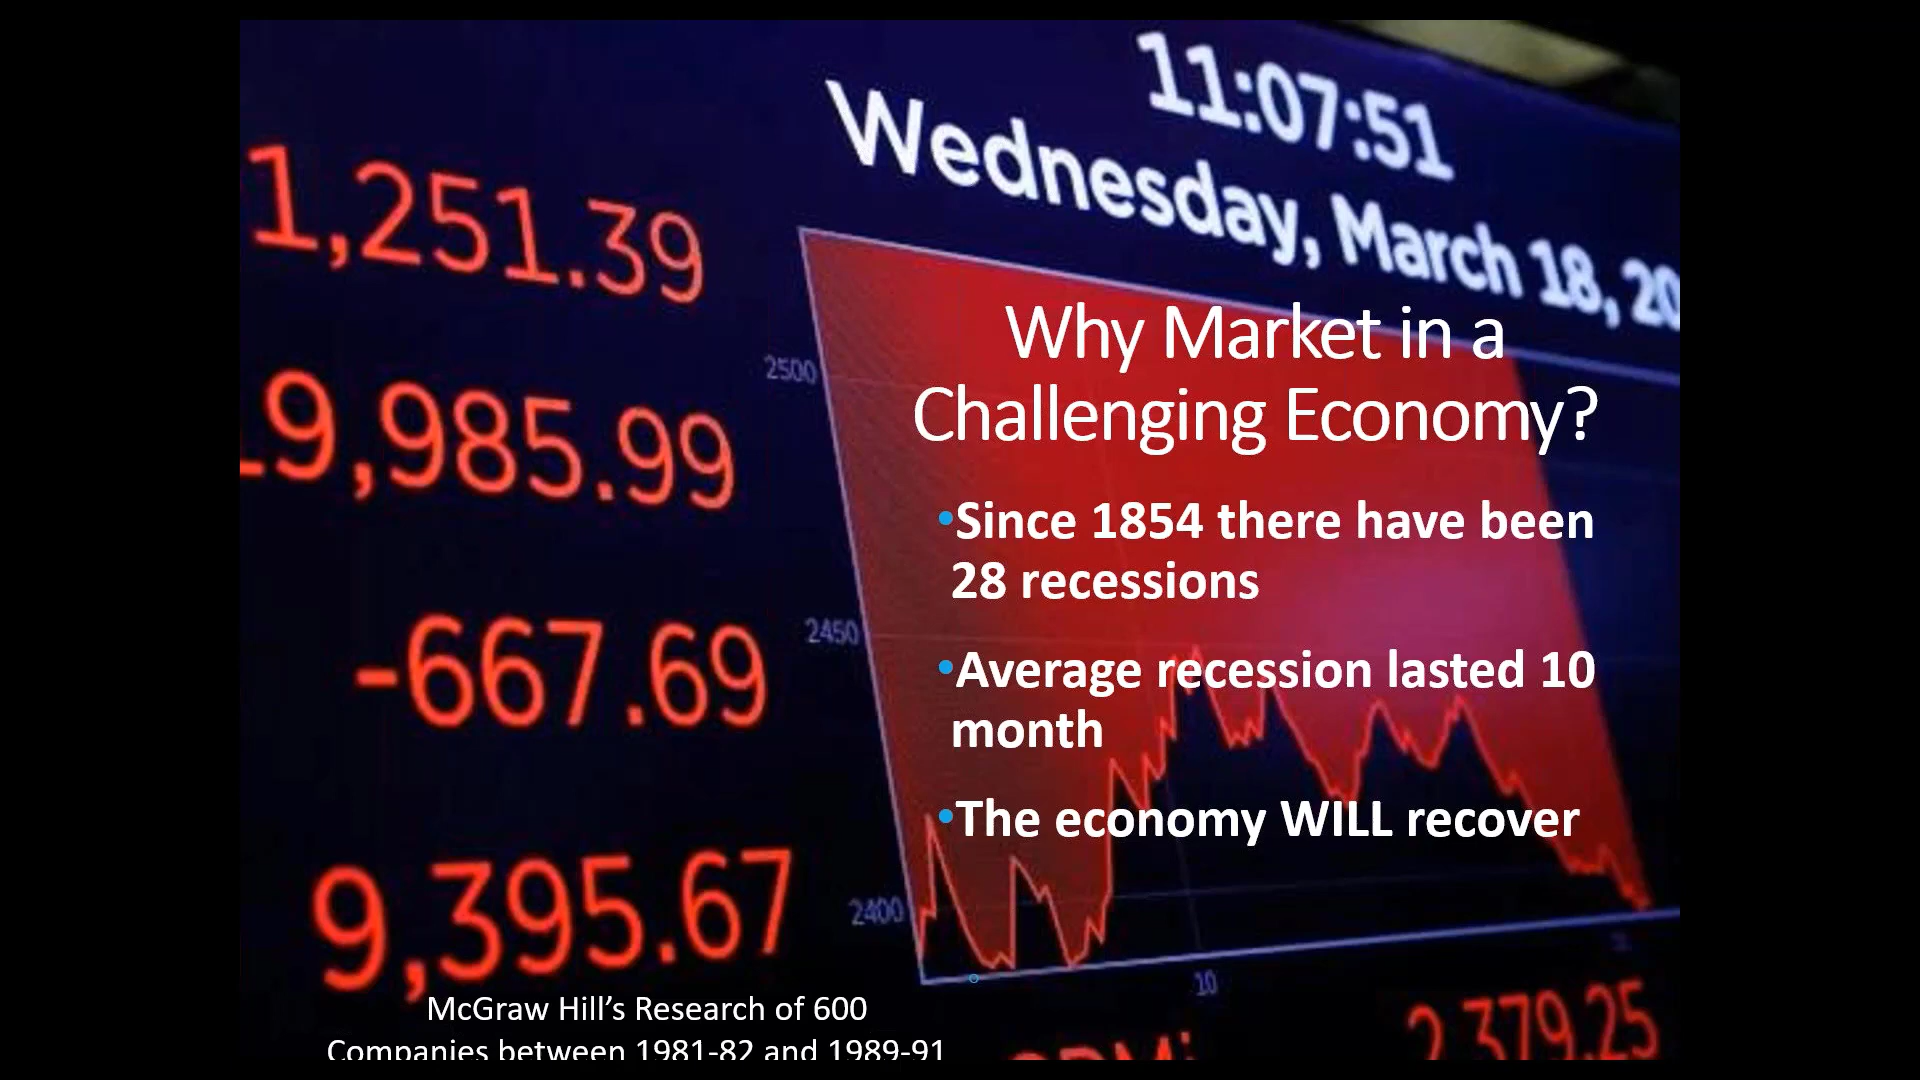 11:07:51
Wednesday, March 18, 20
1,251.39
19,985.99
-667.69
9,395.67
2500
2450
2400
10
2,379.25
Why Market in a
Challenging Economy?
•Since 1854 there have been
28 recessions
•Average recession lasted 10
month
•The economy WILL recover
McGraw Hill’s Research of 600
Companies between 1981-82 and 1989-91